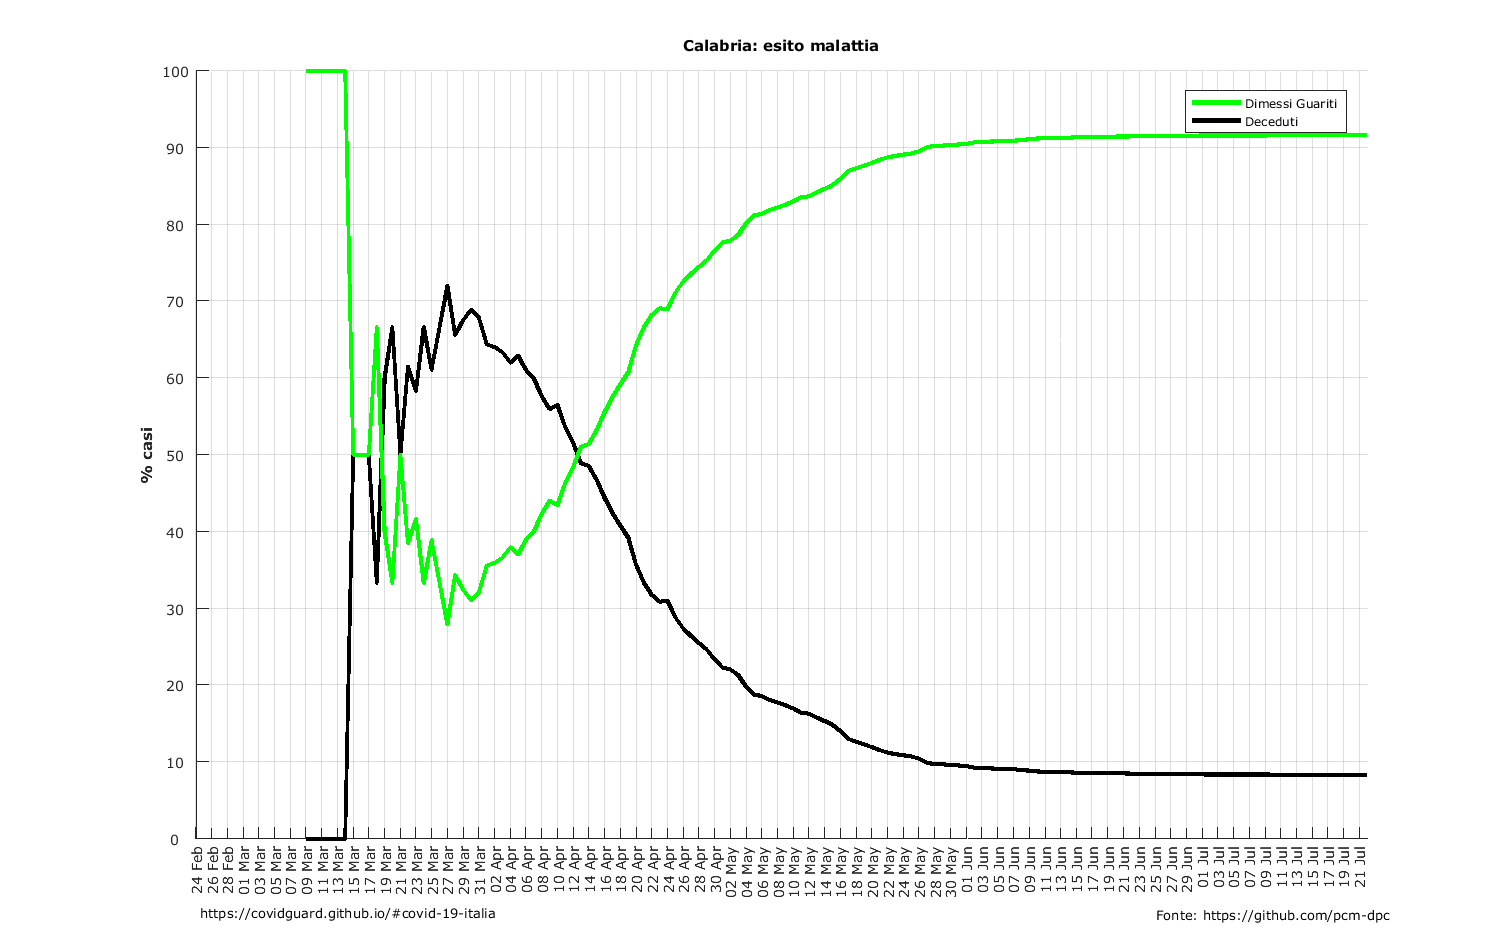 Calabria: esito malattia
Dimessi Guariti
Deceduti
% casi
100
90
80
70
60
50
40
30
20
10
0
24 Feb
26 Feb
28 Feb
01 Mar
03 Mar
05 Mar
07 Mar
09 Mar
11 Mar
13 Mar
15 Mar
17 Mar
19 Mar
21 Mar
23 Mar
25 Mar
27 Mar
29 Mar
31 Mar
02 Apr
04 Apr
06 Apr
08 Apr
10 Apr
12 Apr
14 Apr
16 Apr
18 Apr
20 Apr
22 Apr
24 Apr
26 Apr
28 Apr
30 Apr
02 May
04 May
06 May
08 May
10 May
12 May
14 May
16 May
18 May
20 May
22 May
24 May
26 May
28 May
30 May
01 Jun
03 Jun
05 Jun
07 Jun
09 Jun
11 Jun
13 Jun
15 Jun
17 Jun
19 Jun
21 Jun
23 Jun
25 Jun
27 Jun
29 Jun
01 Jul
03 Jul
05 Jul
07 Jul
09 Jul
11 Jul
13 Jul
15 Jul
17 Jul
19 Jul
21 Jul
https://covidguard.github.io/#covid-19-italia
Fonte: https://github.com/pcm-dpc